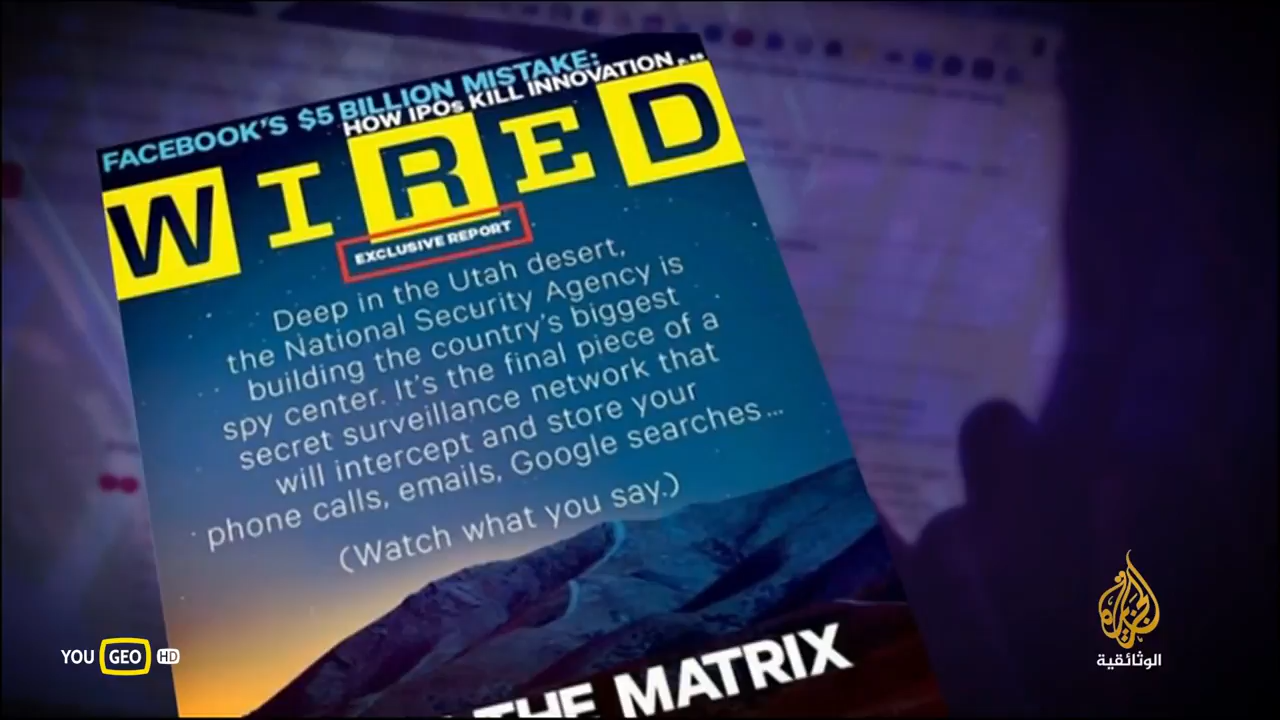 FACEBOOK'S $5 BILLION MISTAKE:
HOW IPOs KILL INNOVATION
WIRED
EXCLUSIVE REPORT
Deep in the Utah desert,
the National Security Agency is
building the country's biggest
spy center. It's the final piece of a
secret surveillance network that
will intercept and store your
phone calls, emails, Google searches...
(Watch what you say.)
THE MATRIX
YOU GEO HD
الجزيرة
الوثائقية